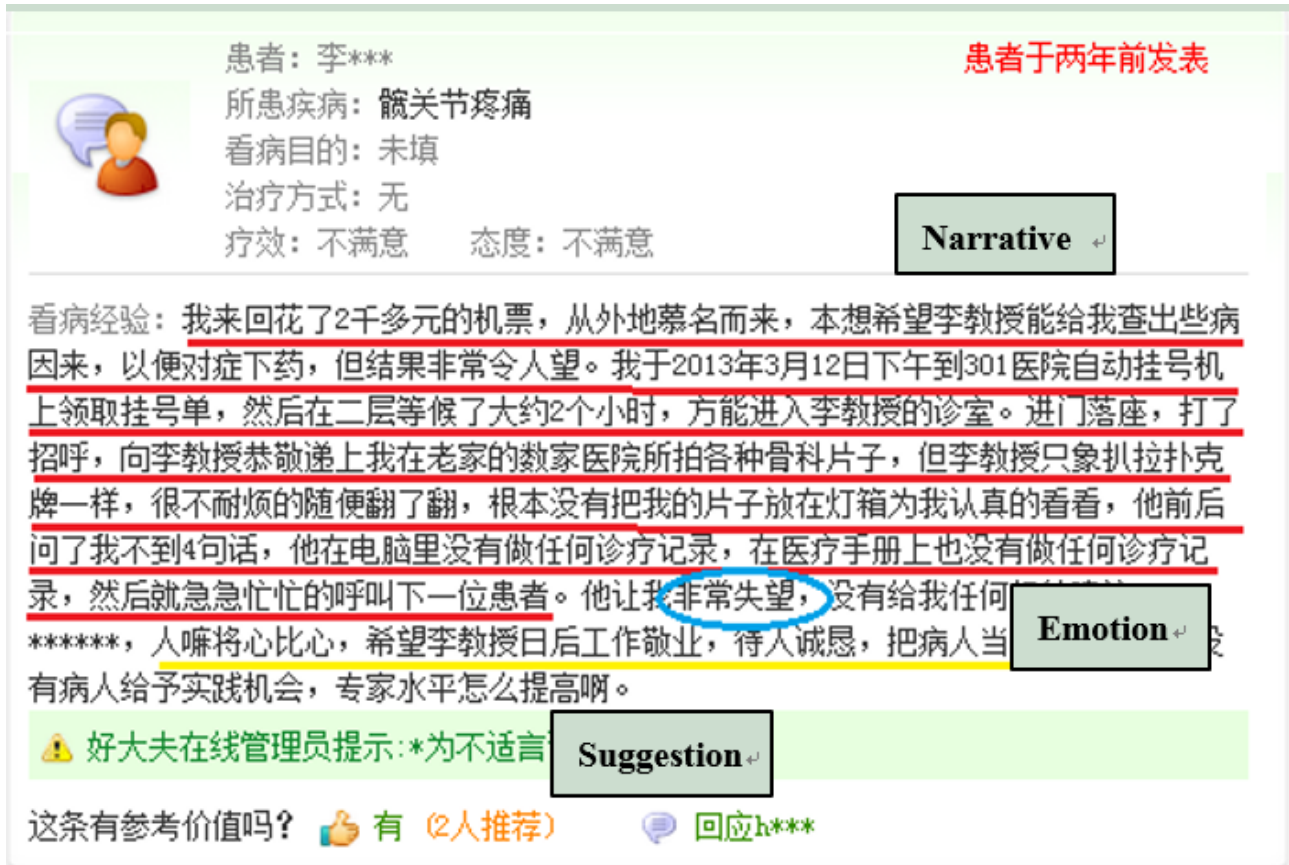 患者：李***
患者于两年前发表
所患疾病：髋关节疼痛
看病目的：未填
治疗方式：无
疗效：不满意 态度：不满意
Narrative
看病经验：我来回花了2千多元的机票，从外地慕名而来，本想希望李教授能给我查出些病
因来，以便对症下药，但结果非常令人望。我于2013年3月12日下午到301医院自动挂号机
上领取挂号单，然后在二层等候了大约2个小时，方能进入李教授的诊室。进门落座，打了
招呼，向李教授恭敬递上我在老家的数家医院所拍各种骨科片子，但李教授只象扒拉扑克
牌一样，很不耐烦的随便翻了翻，根本没有把我的片子放在灯箱为我认真的看看，他前后
问了我不到4句话，他在电脑里没有做任何诊疗记录，在医疗手册上也没有做任何诊疗记
录，然后就急急忙忙的呼叫下一位患者。他让我非常失望，没有给我任何
******，人嘛将心比心，希望李教授日后工作敬业，待人诚恳，把病人当
Emotion
有病人给予实践机会，专家水平怎么提高啊。
好大夫在线管理员提示:*为不适言
Suggestion
这条有参考价值吗? 有 (2人推荐) 回应h***